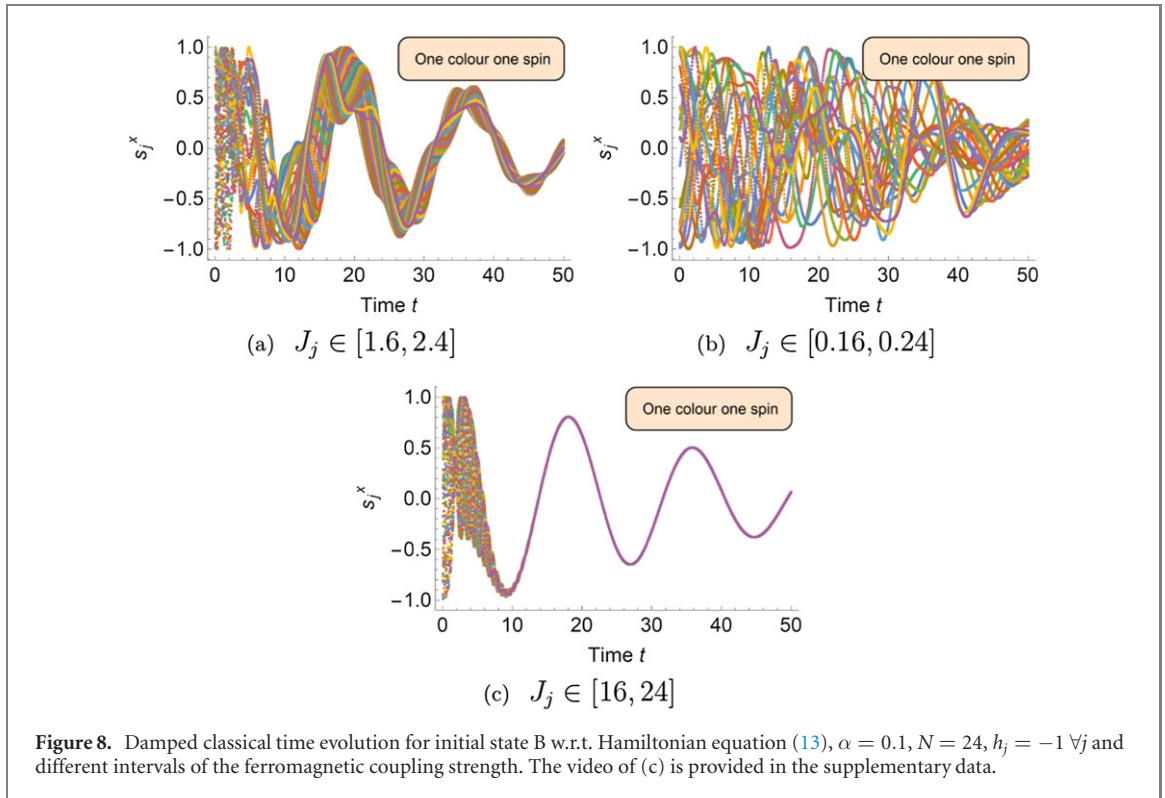 One colour one spin
1.0
0.5
0.0
−0.5
−1.0
s_j^x
0 10 20 30 40 50
Time t
(a) J_j ∈ [1.6, 2.4]
One colour one spin
1.0
0.5
0.0
−0.5
−1.0
s_j^x
0 10 20 30 40 50
Time t
(b) J_j ∈ [0.16, 0.24]
One colour one spin
1.0
0.5
0.0
−0.5
−1.0
s_j^x
0 10 20 30 40 50
Time t
(c) J_j ∈ [16, 24]
Figure 8. Damped classical time evolution for initial state B w.r.t. Hamiltonian equation (13), α = 0.1, N = 24, h_j = −1 ∀j and
different intervals of the ferromagnetic coupling strength. The video of (c) is provided in the supplementary data.